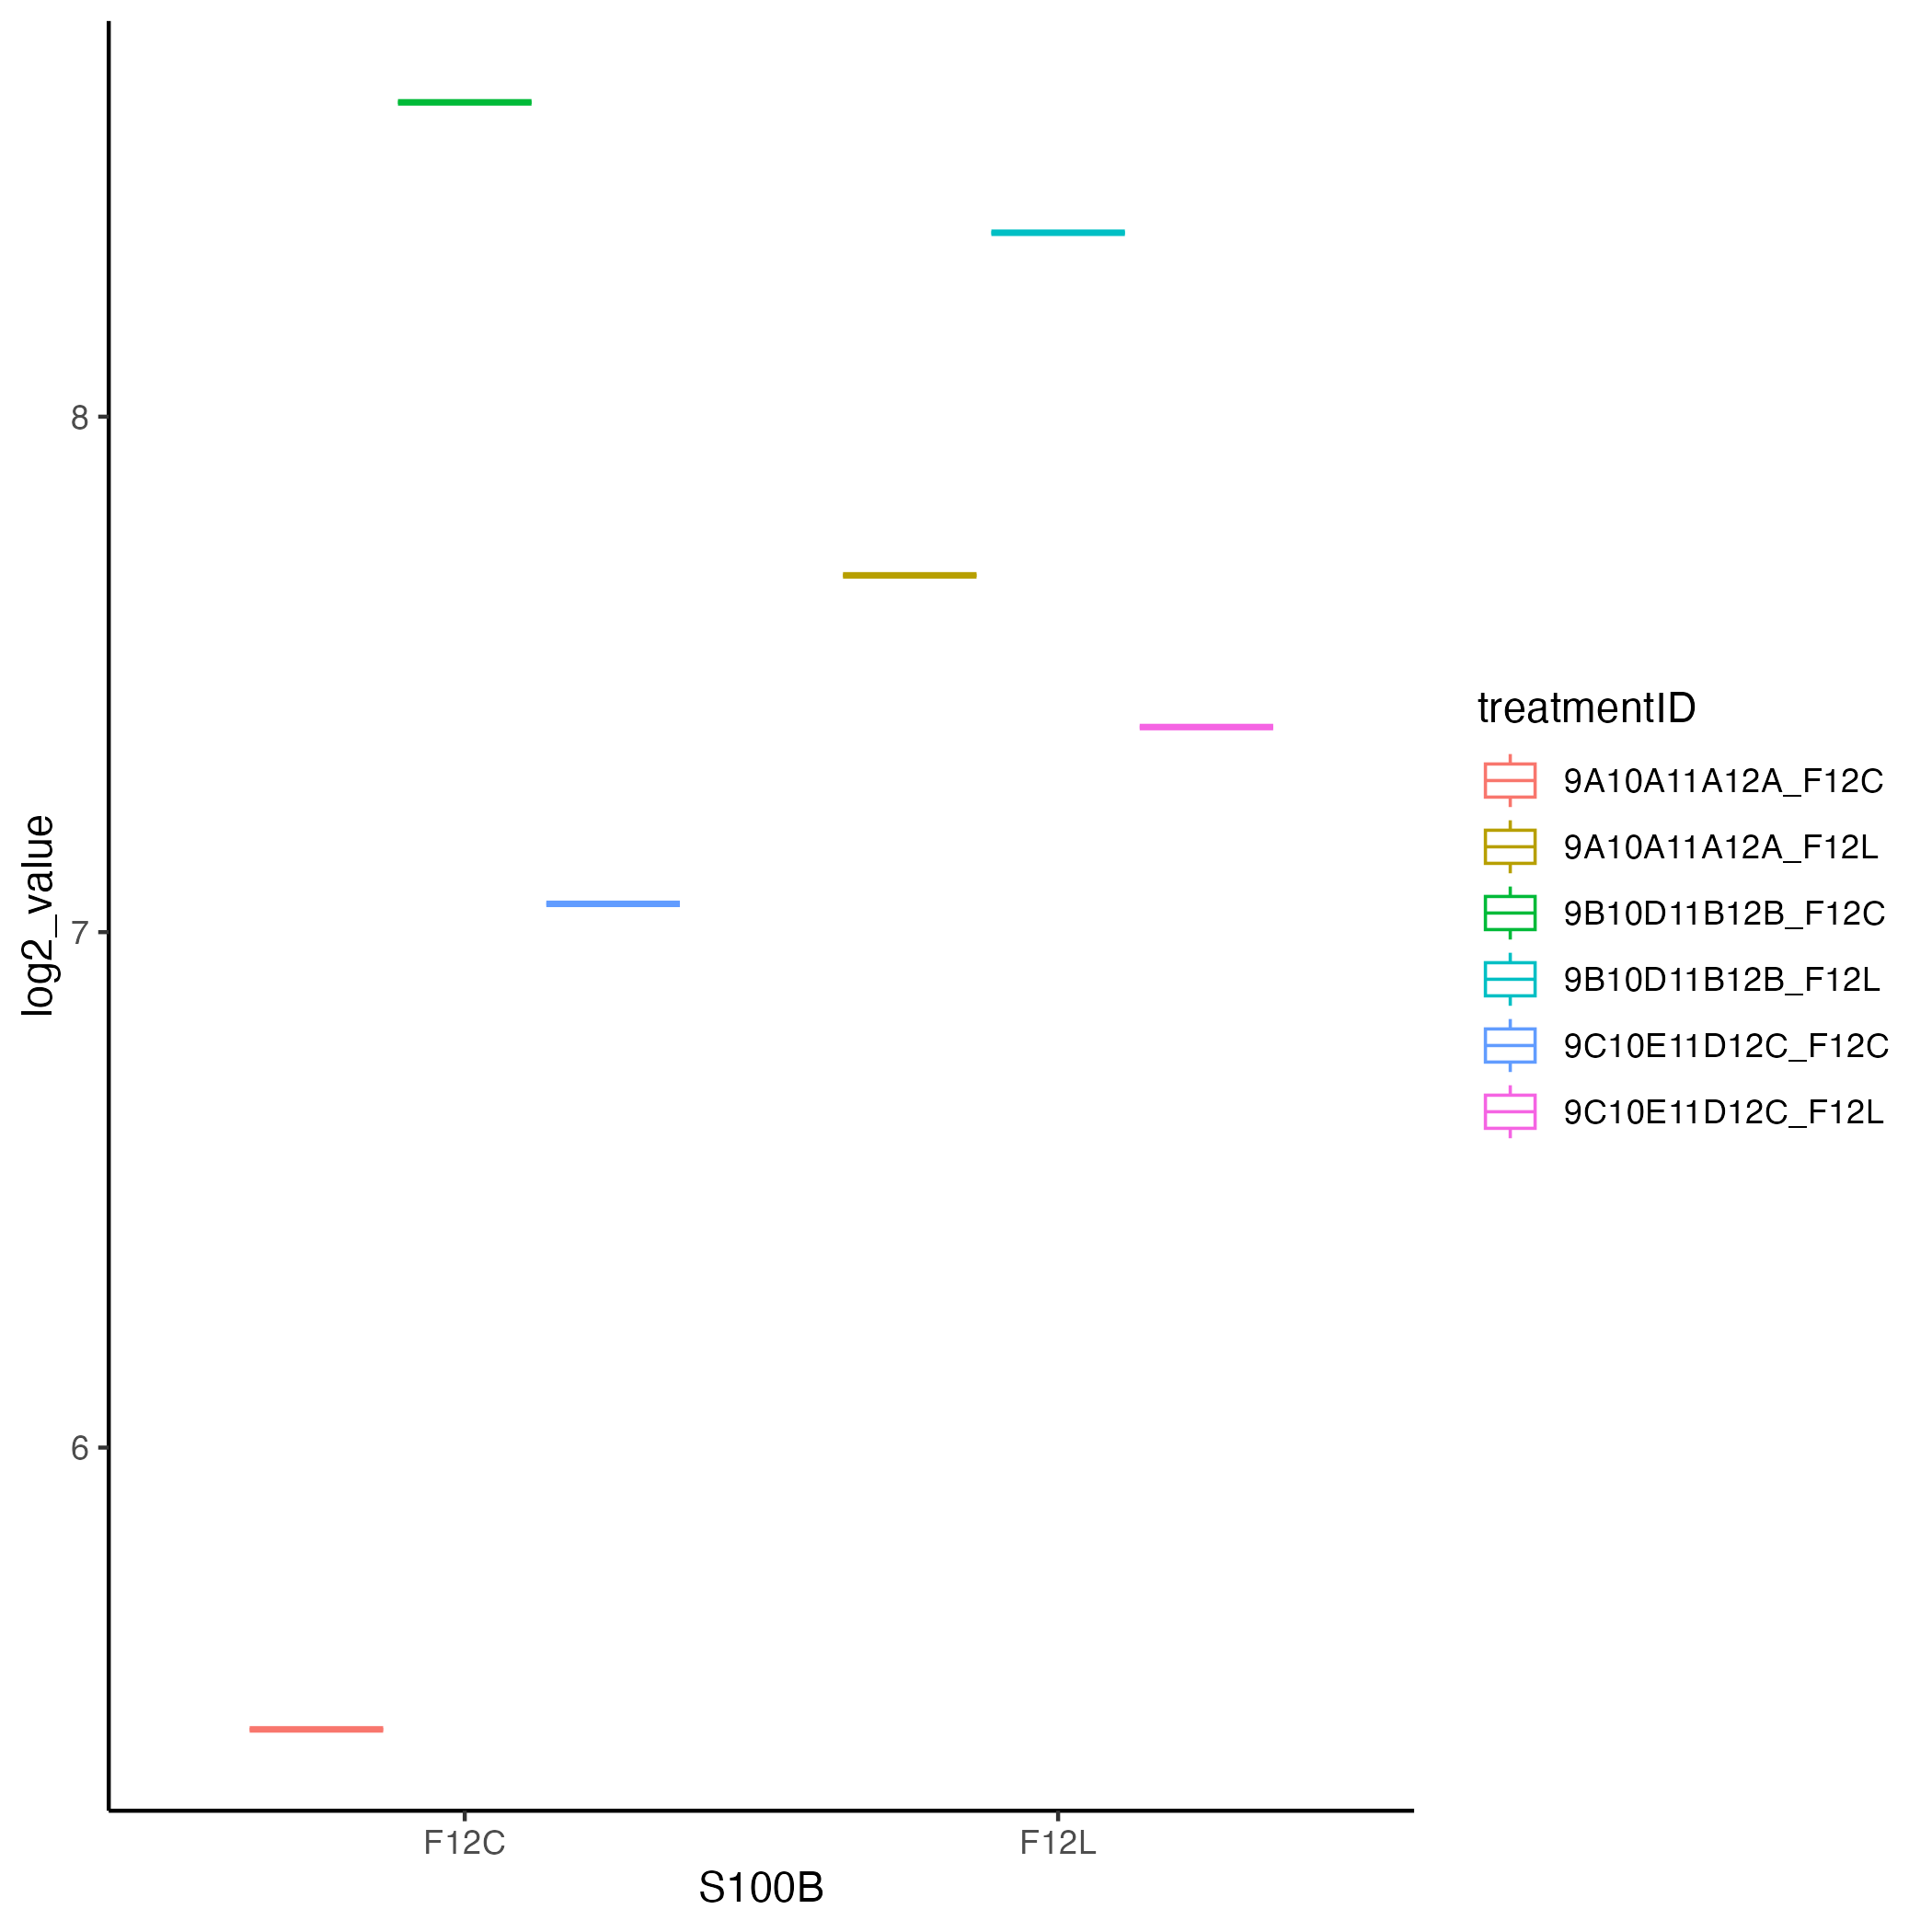 log2_value
8
7
6
F12C
F12L
S100B
treatmentID
9A10A11A12A_F12C
9A10A11A12A_F12L
9B10D11B12B_F12C
9B10D11B12B_F12L
9C10E11D12C_F12C
9C10E11D12C_F12L